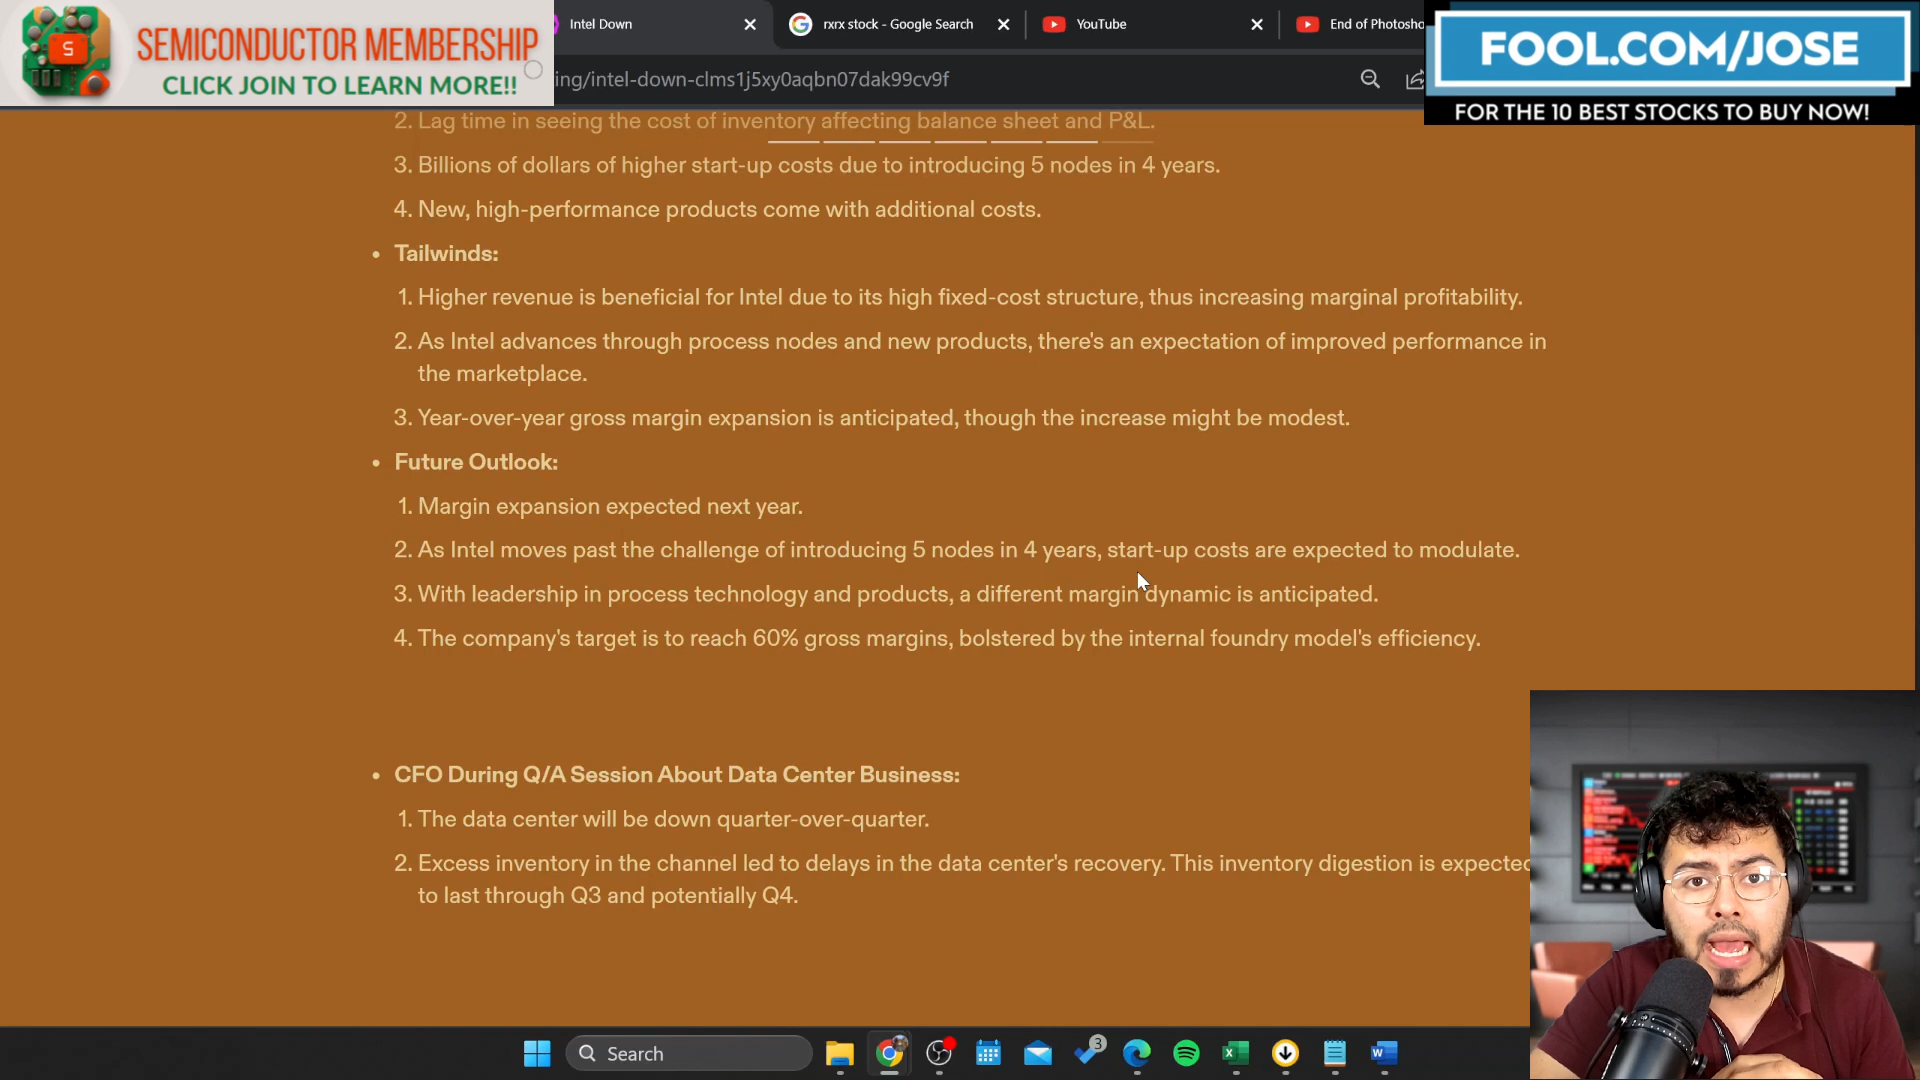 SEMICONDUCTOR MEMBERSHIP
CLICK JOIN TO LEARN MORE!!
S
Intel Down
rxrx stock - Google Search
YouTube
End of Photosho
ing/intel-down-clms1j5xy0aqbn07dak99cv9f
FOOL.COM/JOSE
FOR THE 10 BEST STOCKS TO BUY NOW!
2. Lag time in seeing the cost of inventory affecting balance sheet and P&L.
3. Billions of dollars of higher start-up costs due to introducing 5 nodes in 4 years.
4. New, high-performance products come with additional costs.
• Tailwinds:
1. Higher revenue is beneficial for Intel due to its high fixed-cost structure, thus increasing marginal profitability.
2. As Intel advances through process nodes and new products, there's an expectation of improved performance in
the marketplace.
3. Year-over-year gross margin expansion is anticipated, though the increase might be modest.
• Future Outlook:
1. Margin expansion expected next year.
2. As Intel moves past the challenge of introducing 5 nodes in 4 years, start-up costs are expected to modulate.
3. With leadership in process technology and products, a different margin dynamic is anticipated.
4. The company's target is to reach 60% gross margins, bolstered by the internal foundry model's efficiency.
• CFO During Q/A Session About Data Center Business:
1. The data center will be down quarter-over-quarter.
2. Excess inventory in the channel led to delays in the data center's recovery. This inventory digestion is expected
to last through Q3 and potentially Q4.
Search
3